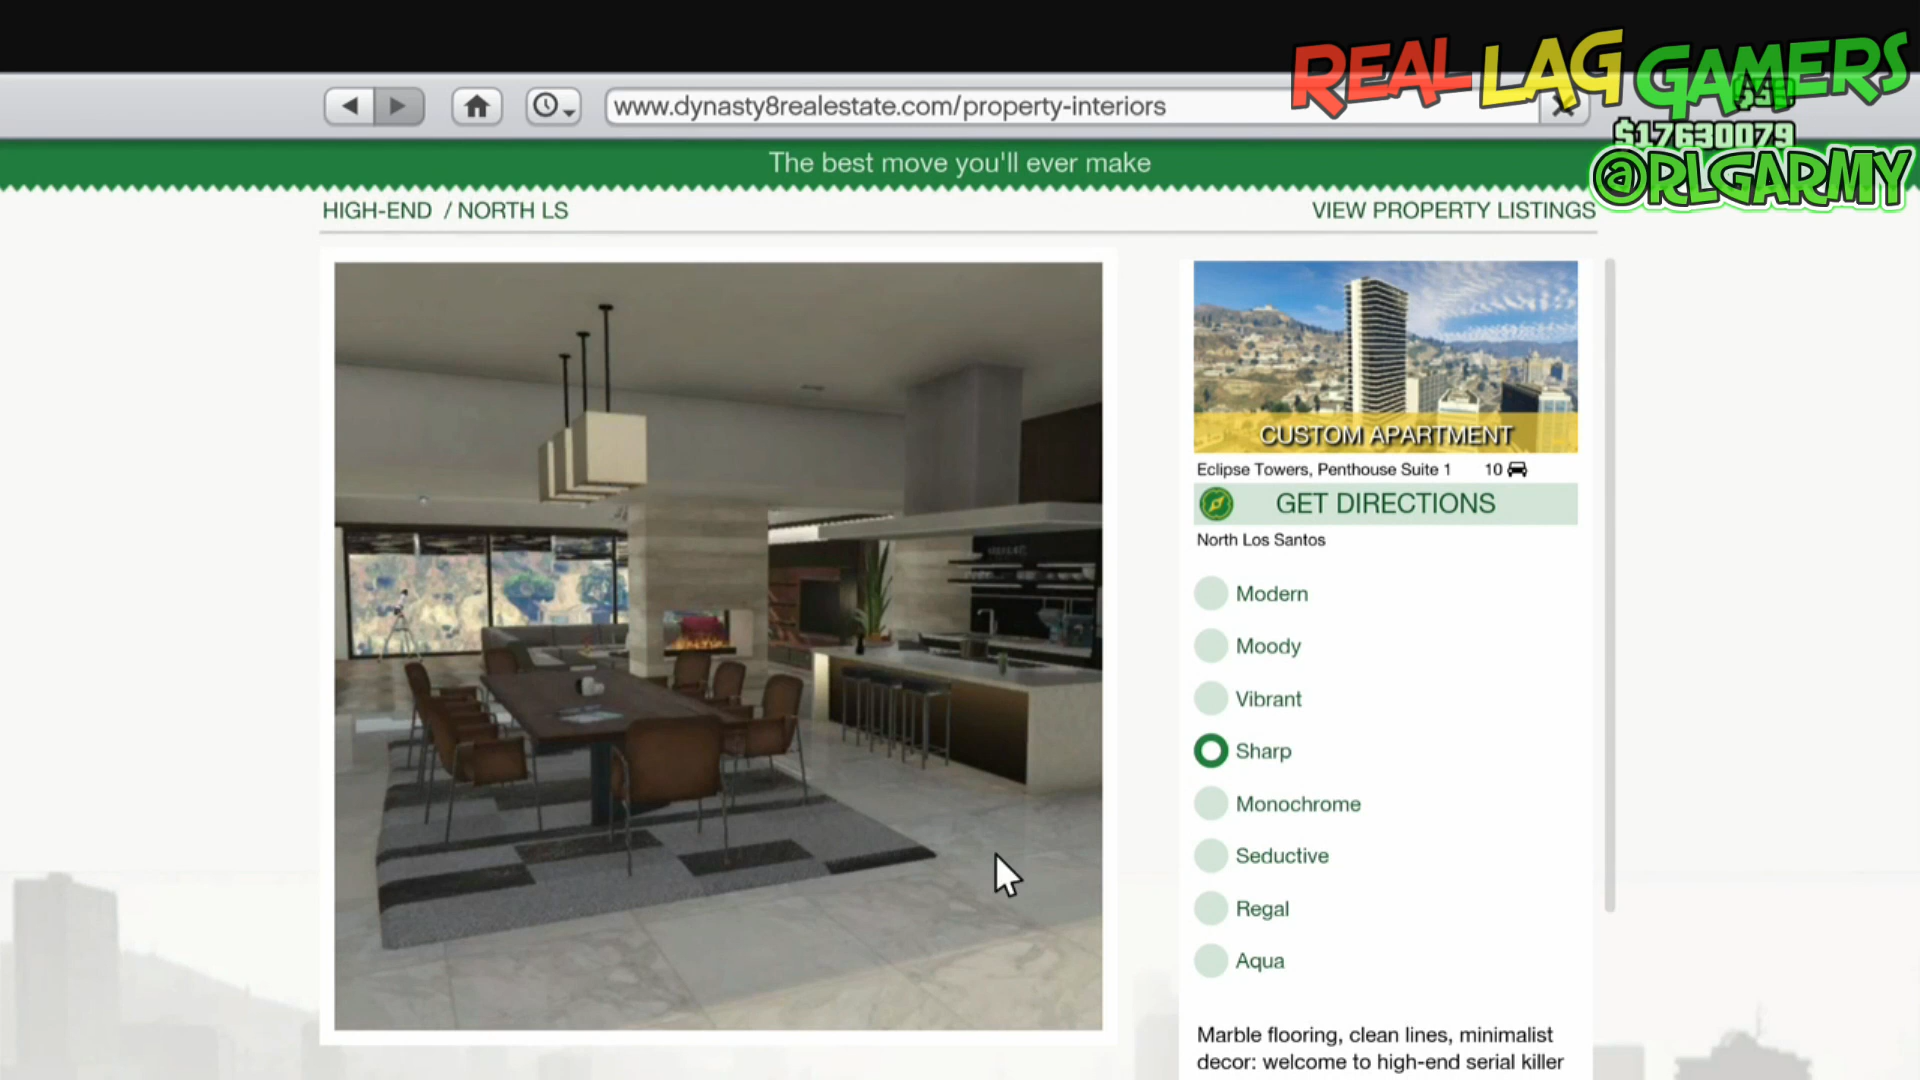 REAL LAG GAMERS
www.dynasty8realestate.com/property-interiors
$17630079
The best move you'll ever make
@RLGARMY
HIGH-END / NORTH LS
VIEW PROPERTY LISTINGS
CUSTOM APARTMENT
Eclipse Towers, Penthouse Suite 1 10
GET DIRECTIONS
North Los Santos
Modern
Moody
Vibrant
Sharp
Monochrome
Seductive
Regal
Aqua
Marble flooring, clean lines, minimalist
decor: welcome to high-end serial killer